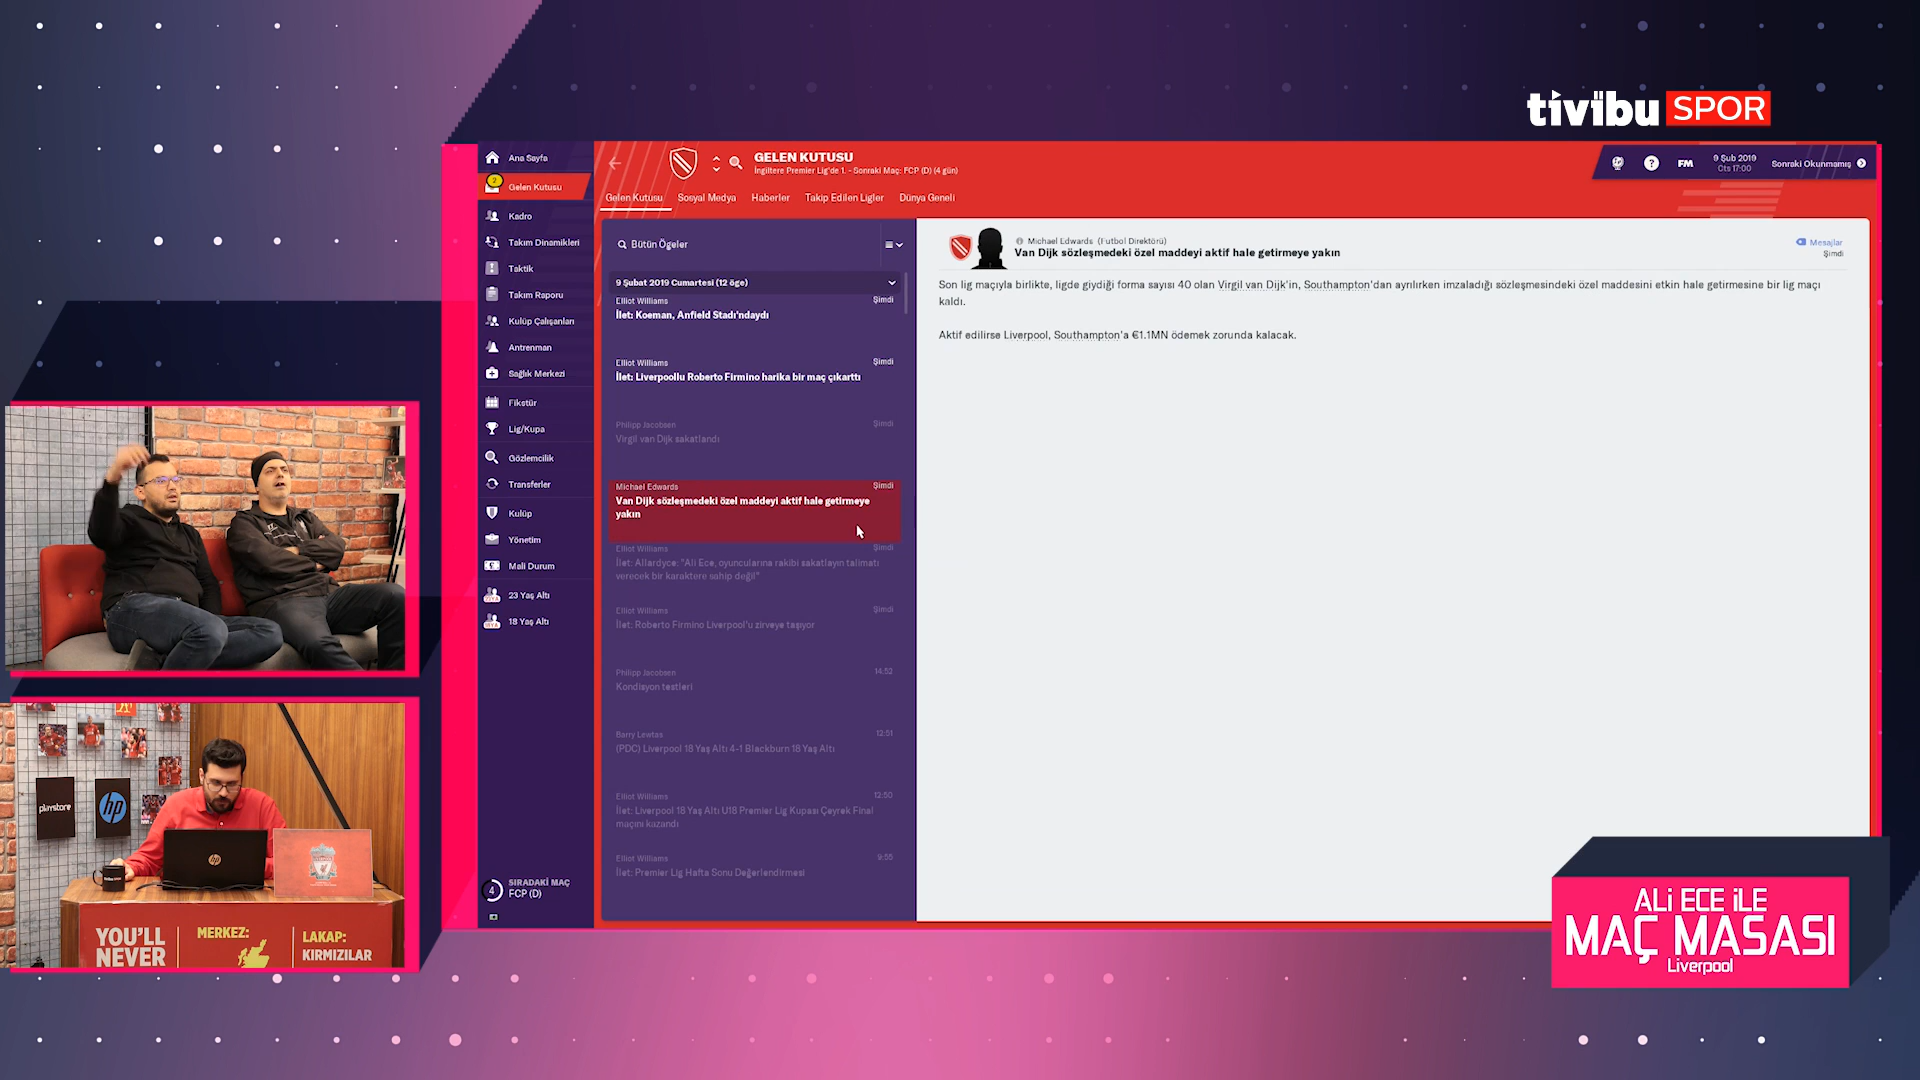 tivibu SPOR
Ana Sayfa
2
Gelen Kutusu
Kadro
Takım Dinamikleri
Taktik
Takım Raporu
Kulüp Çalışanları
Antrenman
Sağlık Merkezi
Fikstür
Lig/Kupa
Gözlemcilik
Transferler
Kulüp
Yönetim
Mali Durum
23 Yaş Altı
18 Yaş Altı
4
SIRADAKİ MAÇ
FCP (D)
GELEN KUTUSU
İngiltere Premier Lig'de 1. - Sonraki Maç: FCP (D) (4 gün)
? FM 9 Şub 2019
Cts 17:00
Sonraki Okunmamış
Gelen Kutusu Sosyal Medya Haberler Takip Edilen Ligler Dünya Geneli
Bütün Ögeler
9 Şubat 2019 Cumartesi (12 öge)
Elliot Williams Şimdi
İlet: Koeman, Anfield Stadı'ndaydı
Elliot Williams Şimdi
İlet: Liverpoollu Roberto Firmino harika bir maç çıkarttı
Philipp Jacobsen Şimdi
Virgil van Dijk sakatlandı
Michael Edwards Şimdi
Van Dijk sözleşmedeki özel maddeyi aktif hale getirmeye
yakın
Elliot Williams Şimdi
İlet: Allardyce: "Ali Ece, oyuncularına rakibi sakatlayın talimatı
verecek bir karaktere sahip değil"
Elliot Williams Şimdi
İlet: Roberto Firmino Liverpool'u zirveye taşıyor
Philipp Jacobsen 14:52
Kondisyon testleri
Barry Lewtas 12:51
(PDC) Liverpool 18 Yaş Altı 4-1 Blackburn 18 Yaş Altı
Elliot Williams 12:50
İlet: Liverpool 18 Yaş Altı U18 Premier Lig Kupası Çeyrek Final
maçını kazandı
Elliot Williams 9:55
İlet: Premier Lig Hafta Sonu Değerlendirmesi
Michael Edwards (Futbol Direktörü)
Van Dijk sözleşmedeki özel maddeyi aktif hale getirmeye yakın
Mesajlar
Şimdi
Son lig maçıyla birlikte, ligde giydiği forma sayısı 40 olan Virgil van Dijk'in, Southampton'dan ayrılırken imzaladığı sözleşmesindeki özel maddesini etkin hale getirmesine bir lig maçı
kaldı.
Aktif edilirse Liverpool, Southampton'a €1.1MN ödemek zorunda kalacak.
playstore
hp
hp
YOU'LL
NEVER
MERKEZ:
LAKAP:
KIRMIZILAR
ALİ ECE İLE
MAÇ MASASI
Liverpool